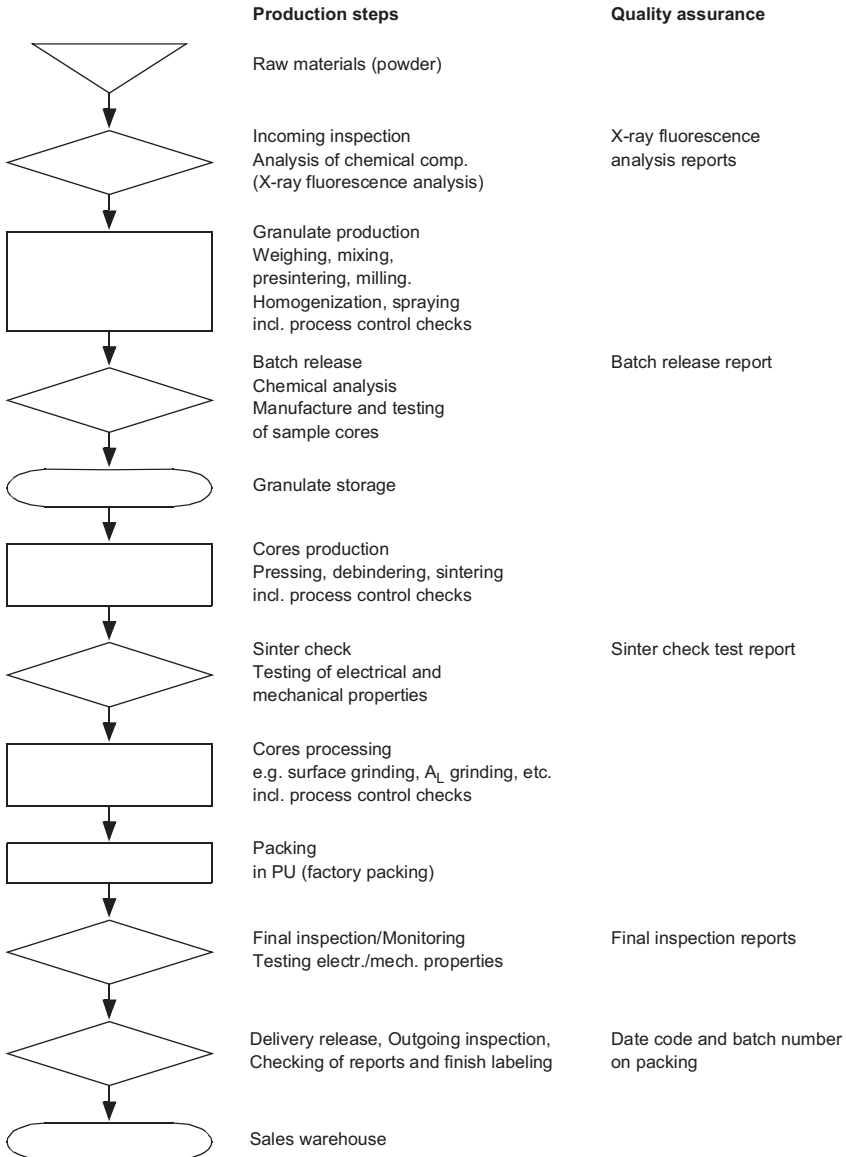 Production steps Quality assurance
Raw materials (powder)
Incoming inspection X-ray fluorescence
Analysis of chemical comp. analysis reports
(X-ray fluorescence analysis)
Granulate production
Weighing, mixing,
presintering, milling.
Homogenization, spraying
incl. process control checks
Batch release Batch release report
Chemical analysis
Manufacture and testing
of sample cores
Granulate storage
Cores production
Pressing, debindering, sintering
incl. process control checks
Sinter check Sinter check test report
Testing of electrical and
mechanical properties
Cores processing
e.g. surface grinding, A_L grinding, etc.
incl. process control checks
Packing
in PU (factory packing)
Final inspection/Monitoring Final inspection reports
Testing electr./mech. properties
Delivery release, Outgoing inspection, Date code and batch number
Checking of reports and finish labeling on packing
Sales warehouse